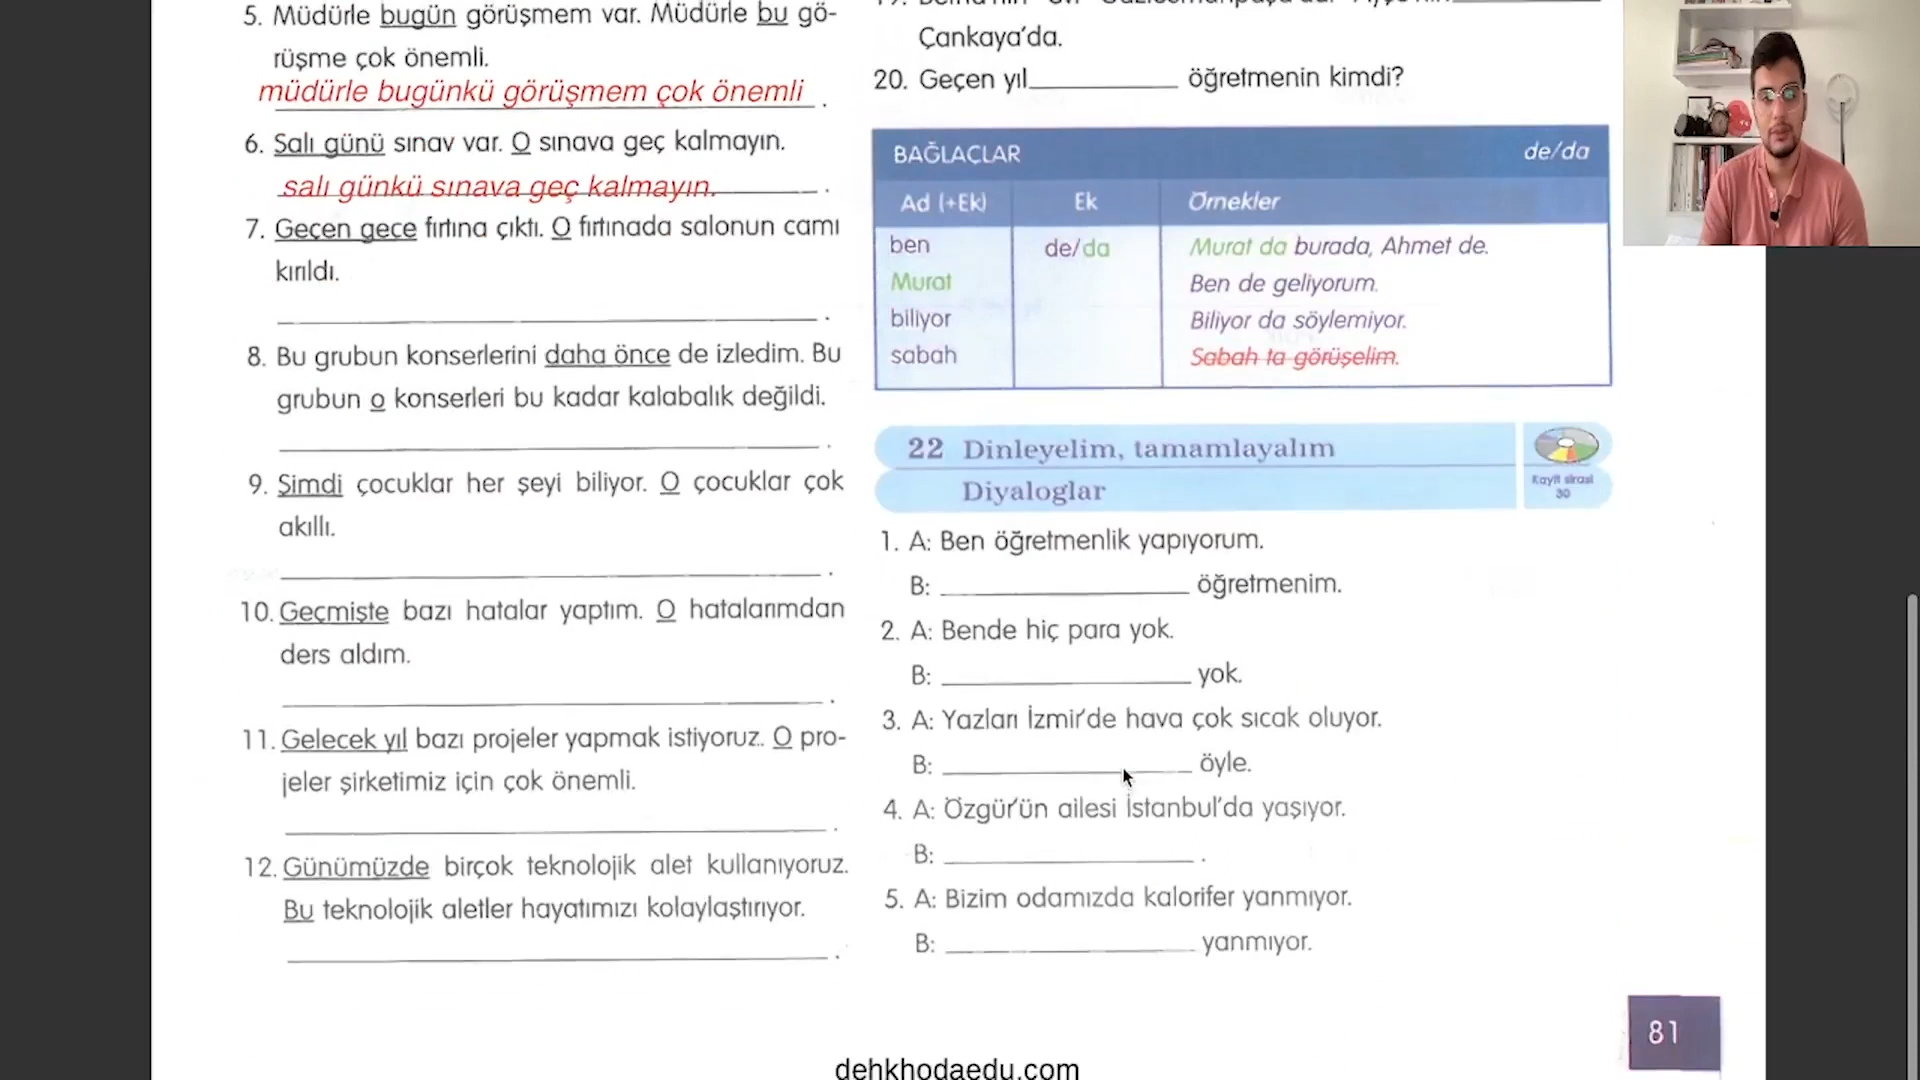 5. Müdürle bugün görüşmem var. Müdürle bu gö-
rüşme çok önemli.
müdürle bugünkü görüşmem çok önemli .
6. Salı günü sınav var. O sınava geç kalmayın.
salı günkü sınava geç kalmayın. .
7. Geçen gece fırtına çıktı. O fırtınada salonun camı
kırıldı.
.
8. Bu grubun konserlerini daha önce de izledim. Bu
grubun o konserleri bu kadar kalabalık değildi.
.
9. Şimdi çocuklar her şeyi biliyor. O çocuklar çok
akıllı.
.
10. Geçmişte bazı hatalar yaptım. O hatalarımdan
ders aldım.
.
11. Gelecek yıl bazı projeler yapmak istiyoruz. O pro-
jeler şirketimiz için çok önemli.
.
12. Günümüzde birçok teknolojik alet kullanıyoruz.
Bu teknolojik aletler hayatımızı kolaylaştırıyor.
.
Çankaya'da.
20. Geçen yıl__________ öğretmenin kimdi?
BAĞLAÇLAR de/da
Ad (+Ek) Ek Örnekler
ben de/da Murat da burada, Ahmet de.
Murat Ben de geliyorum.
biliyor Biliyor da söylemiyor.
sabah Sabah ta görüşelim.
22 Dinleyelim, tamamlayalım
Diyaloglar
Kayıt sırası
30
1. A: Ben öğretmenlik yapıyorum.
B: __________ öğretmenim.
2. A: Bende hiç para yok.
B: __________ yok.
3. A: Yazları İzmir'de hava çok sıcak oluyor.
B: __________ öyle.
4. A: Özgür'ün ailesi İstanbul'da yaşıyor.
B: __________ .
5. A: Bizim odamızda kalorifer yanmıyor.
B: __________ yanmıyor.
81
dehkhodaedu.com